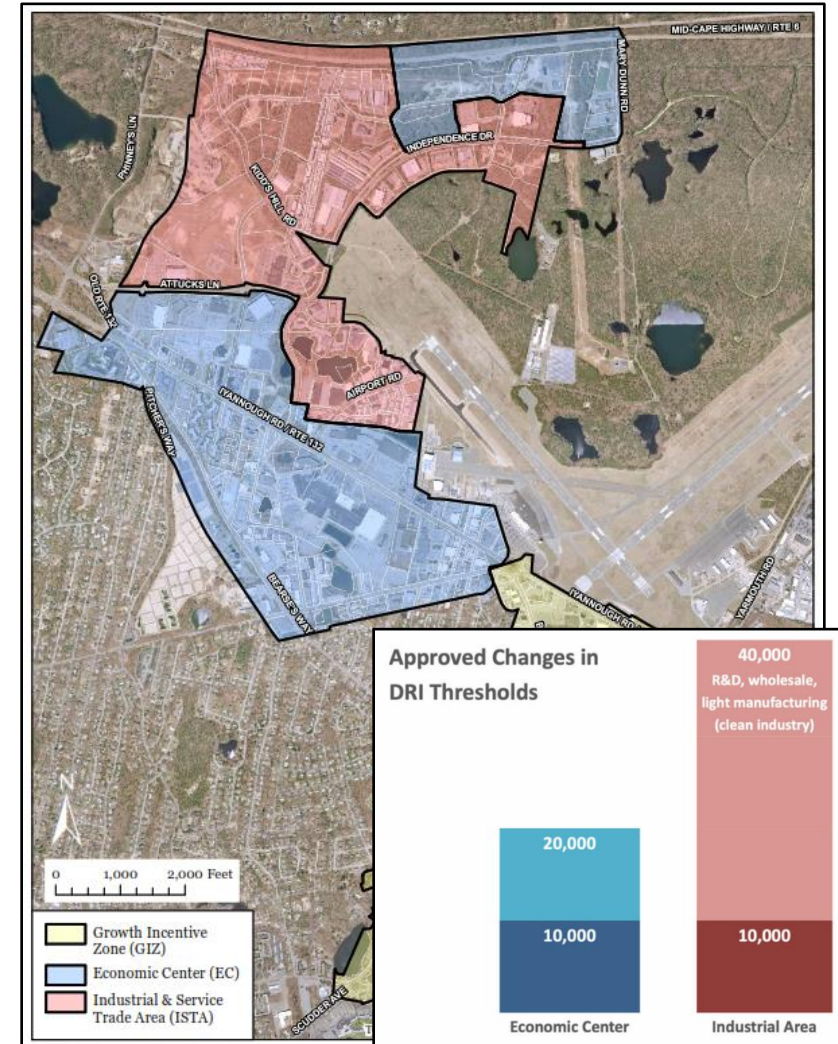 MID-CAPE HIGHWAY / RTE 6
MARY DUNN RD
PHINNEY'S LN
INDEPENDENCE DR
KIDD'S HILL RD
ATTUCKS LN
OLD RTE 132
AIRPORT RD
IYANNOUGH RD / RTE 132
PITCHER'S WAY
BEARSE'S WAY
IYANNOUGH RD
YARMOUTH RD
N
0 1,000 2,000 Feet
Growth Incentive
Zone (GIZ)
Economic Center (EC)
Industrial & Service
Trade Area (ISTA)
SCUDDER AVE
Approved Changes in
DRI Thresholds
40,000
R&D, wholesale,
light manufacturing
(clean industry)
20,000
10,000
10,000
Economic Center
Industrial Area